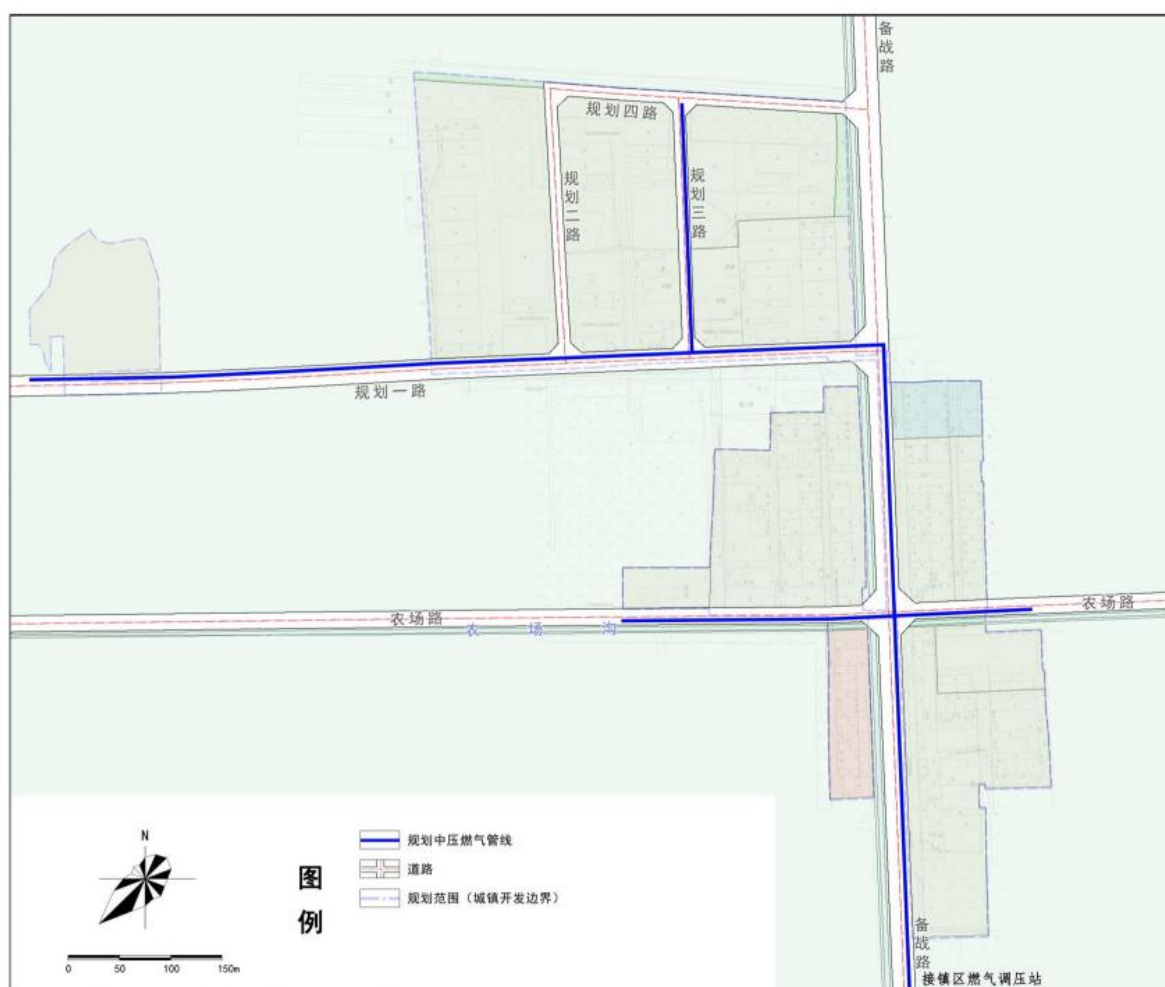 备战路
规划四路
规划二路
规划三路
规划一路
农场路
农场路
农场沟
备战路
接镇区燃气调压站
N
图例
规划中压燃气管线
道路
规划范围（城镇开发边界）
0 50 100 150m